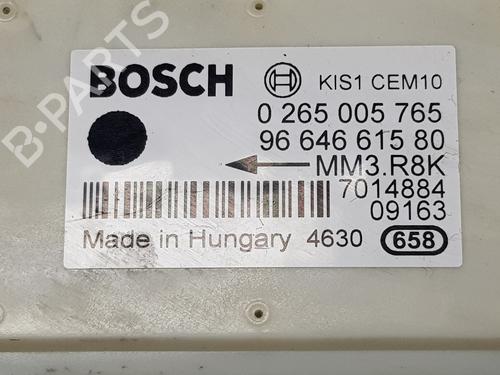 BOSCH KIS1 CEM10
0 265 005 765
96 646 615 80
MM3.R8K
7014884
09163
Made in Hungary 4630 658
B-PARTS